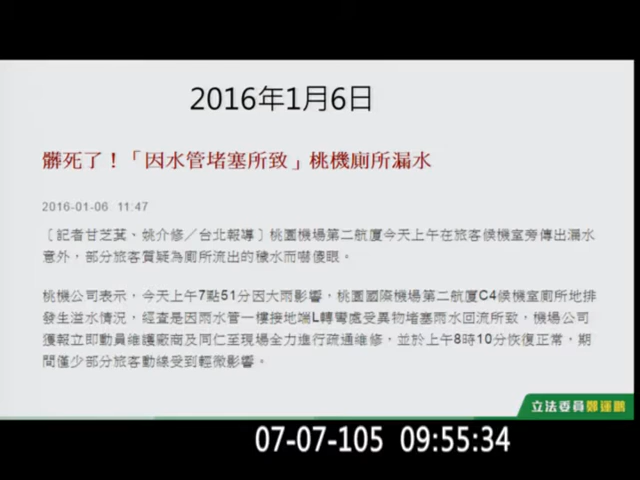 2016年1月6日
髒死了！「因水管堵塞所致」桃機廁所漏水
2016-01-06 11:47
〔記者甘芝萁、姚介修／台北報導〕桃園機場第二航廈今天上午在旅客候機室旁傳出漏水
意外，部分旅客質疑為廁所流出的穢水而嚇傻眼。
桃機公司表示，今天上午7點51分因大雨影響，桃園國際機場第二航廈C4候機室廁所地排
發生溢水情況，經查是因雨水管一樓接地端L轉彎處受異物堵塞雨水回流所致，機場公司
獲報立即動員維護廠商及同仁至現場全力進行疏通維修，並於上午8時10分恢復正常，期
間僅少部分旅客動線受到輕微影響。
立法委員鄭運鵬
07-07-105 09:55:34